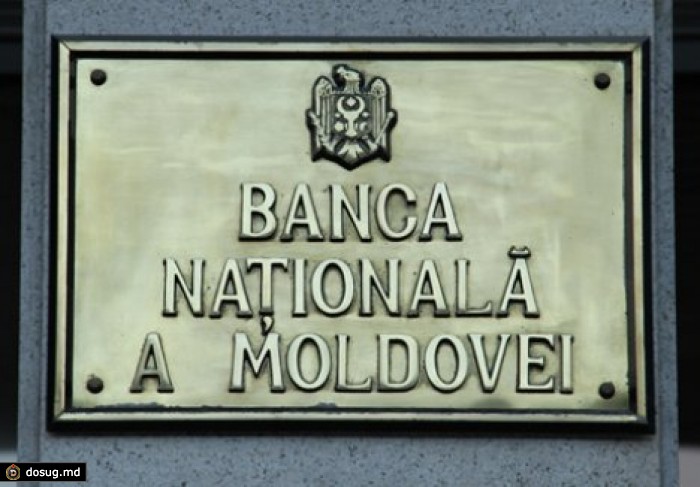 BANCA
NAȚIONALĂ
A MOLDOVEI
dosug.md